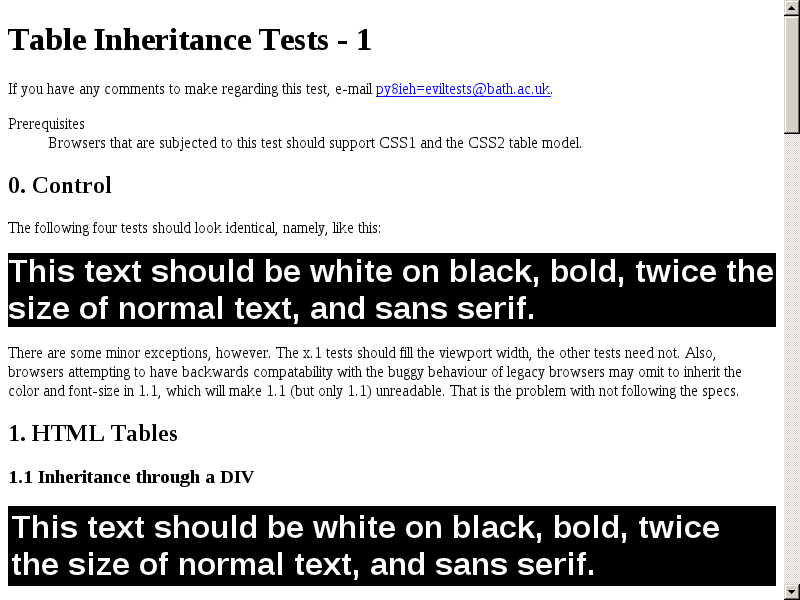 Table Inheritance Tests - 1
If you have any comments to make regarding this test, e-mail py8ieh=eviltests@bath.ac.uk.
Prerequisites
Browsers that are subjected to this test should support CSS1 and the CSS2 table model.
0. Control
The following four tests should look identical, namely, like this:
This text should be white on black, bold, twice the
size of normal text, and sans serif.
There are some minor exceptions, however. The x.1 tests should fill the viewport width, the other tests need not. Also,
browsers attempting to have backwards compatability with the buggy behaviour of legacy browsers may omit to inherit the
color and font-size in 1.1, which will make 1.1 (but only 1.1) unreadable. That is the problem with not following the specs.
1. HTML Tables
1.1 Inheritance through a DIV
This text should be white on black, bold, twice
the size of normal text, and sans serif.